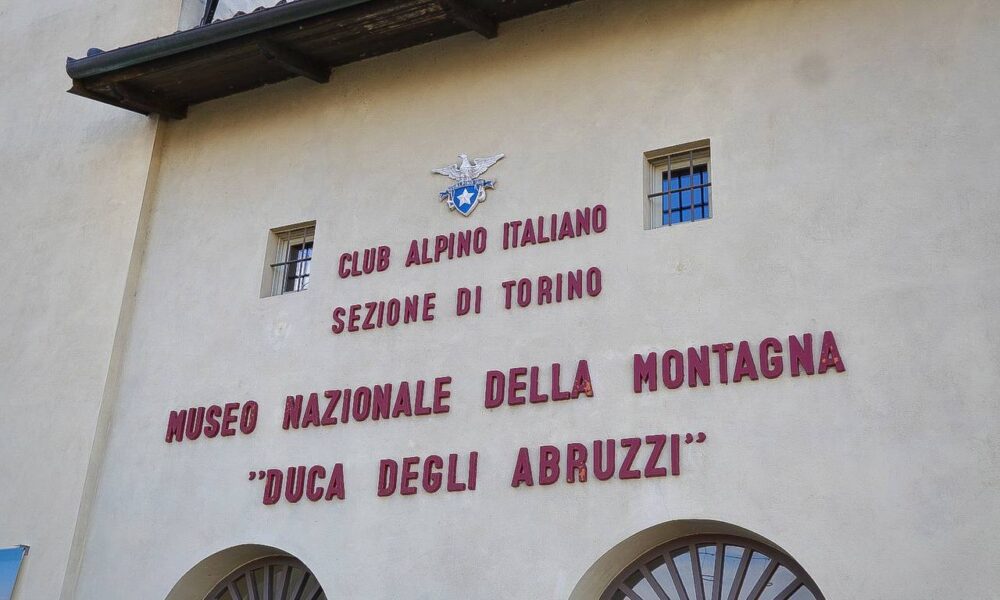 CLUB ALPINO ITALIANO
SEZIONE DI TORINO
MUSEO NAZIONALE DELLA MONTAGNA
”DUCA DEGLI ABRUZZI”